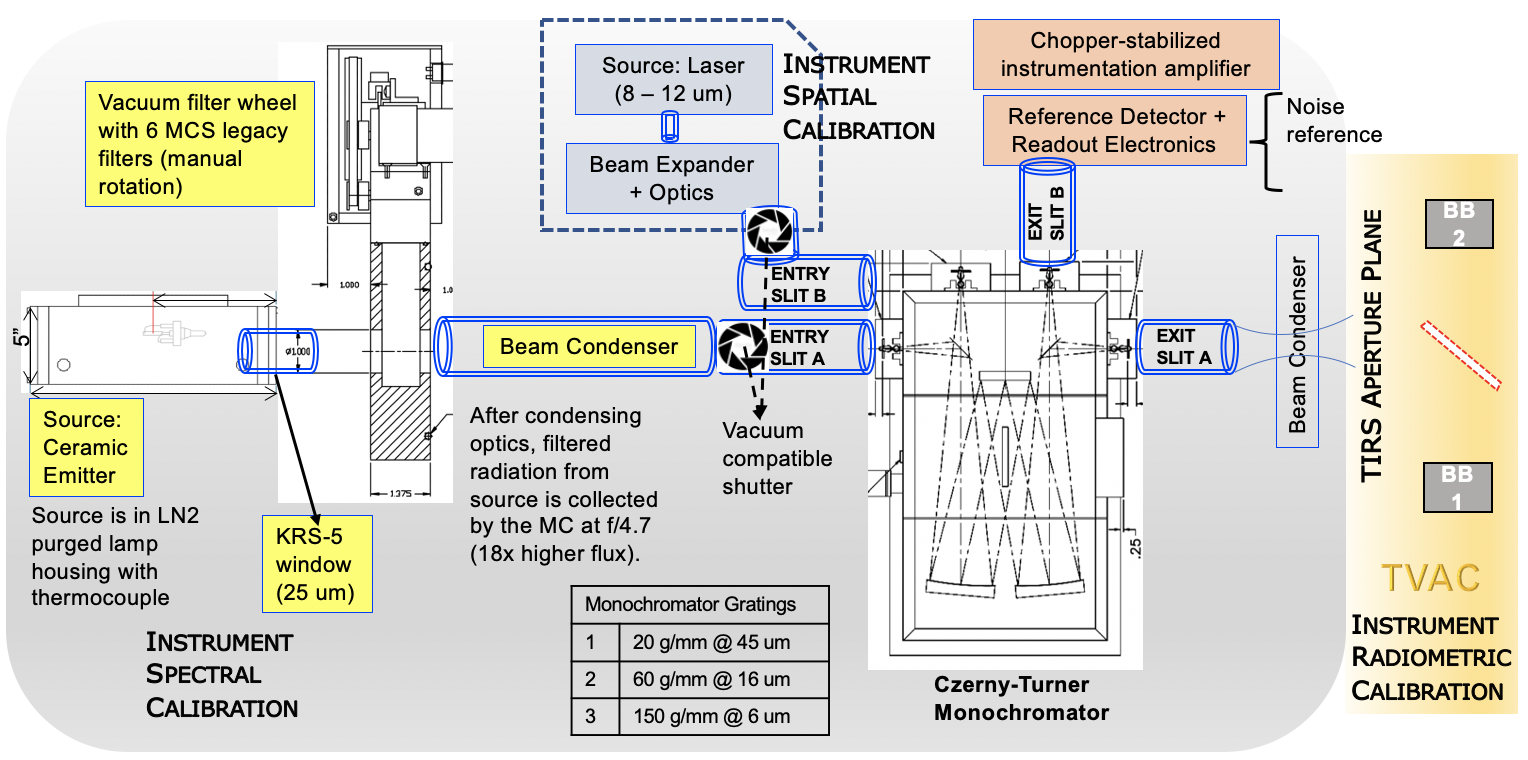 Vacuum filter wheel
with 6 MCS legacy
filters (manual
rotation)
Source: Laser
(8 – 12 um)
Beam Expander
+ Optics
INSTRUMENT
SPATIAL
CALIBRATION
Chopper-stabilized
instrumentation amplifier
Reference Detector +
Readout Electronics
Noise
reference
EXIT
SLIT B
ENTRY
SLIT B
ENTRY
SLIT A
EXIT
SLIT A
Beam Condenser
TIRS APERTURE PLANE
BB
2
BB
1
TVAC
INSTRUMENT
RADIOMETRIC
CALIBRATION
1.000
1.0
5”
Ø1.000
Beam Condenser
1.375
.25
Source:
Ceramic
Emitter
Source is in LN2
purged lamp
housing with
thermocouple
KRS-5
window
(25 um)
After condensing
optics, filtered
radiation from
source is collected
by the MC at f/4.7
(18x higher flux).
Vacuum
compatible
shutter
INSTRUMENT
SPECTRAL
CALIBRATION
Monochromator Gratings
1 20 g/mm @ 45 um
2 60 g/mm @ 16 um
3 150 g/mm @ 6 um
Czerny-Turner
Monochromator